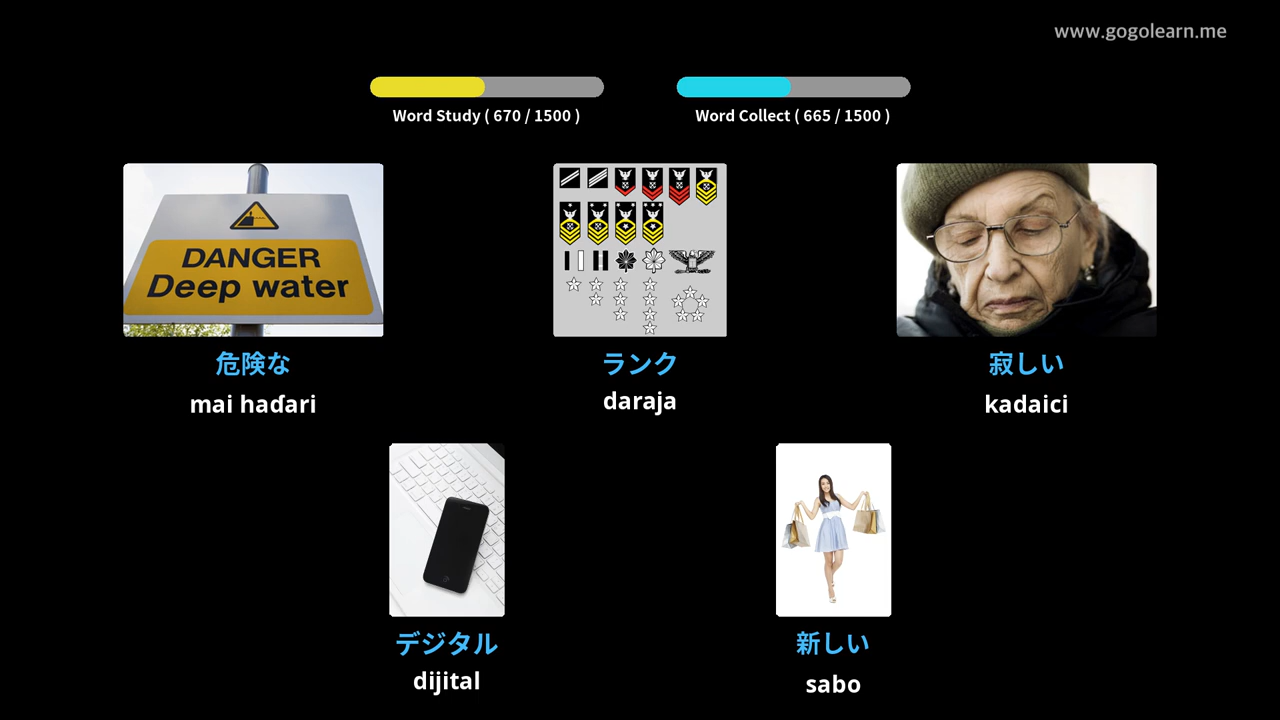 www.gogolearn.me
Word Study ( 670 / 1500 )
Word Collect ( 665 / 1500 )
DANGER
Deep water
危険な
ランク
寂しい
mai haɗari
daraja
kadaici
デジタル
新しい
dijital
sabo